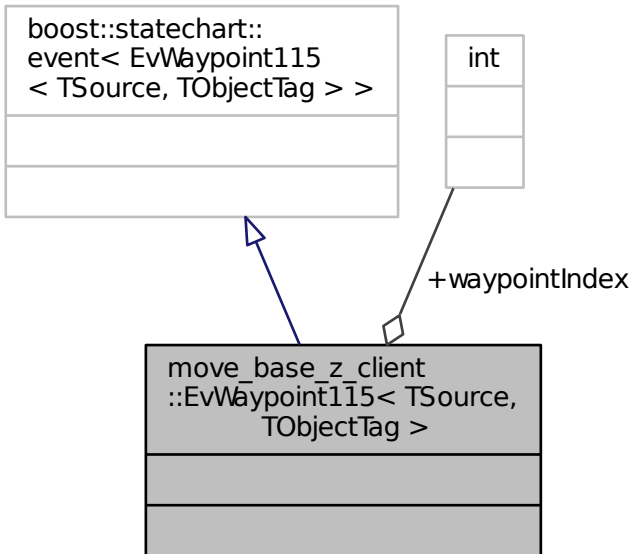 boost::statechart::
event< EvWaypoint115
< TSource, TObjectTag > >
int
+waypointIndex
move_base_z_client
::EvWaypoint115< TSource,
TObjectTag >